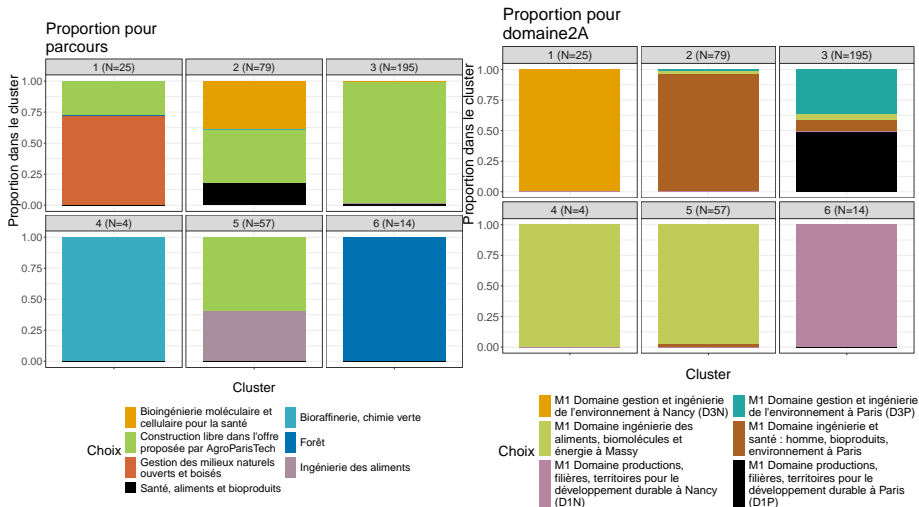 Proportion pour
parcours
1 (N=25)
2 (N=79)
3 (N=195)
1.00
0.75
0.50
0.25
0.00
4 (N=4)
5 (N=57)
6 (N=14)
1.00
0.75
0.50
0.25
0.00
Proportion dans le cluster
Cluster
Choix
Bioingénierie moléculaire et
cellulaire pour la santé
Construction libre dans l'offre
proposée par AgroParisTech
Gestion des milieux naturels
ouverts et boisés
Santé, aliments et bioproduits
Bioraffinerie, chimie verte
Forêt
Ingénierie des aliments
Proportion pour
domaine2A
1 (N=25)
2 (N=79)
3 (N=195)
1.00
0.75
0.50
0.25
0.00
4 (N=4)
5 (N=57)
6 (N=14)
1.00
0.75
0.50
0.25
0.00
Proportion dans le cluster
Cluster
Choix
M1 Domaine gestion et ingénierie
de l'environnement à Nancy (D3N)
M1 Domaine ingénierie des
aliments, biomolécules et
énergie à Massy
M1 Domaine productions,
filières, territoires pour le
développement durable à Nancy
(D1N)
M1 Domaine gestion et ingénierie
de l'environnement à Paris (D3P)
M1 Domaine ingénierie et
santé : homme, bioproduits,
environnement à Paris
M1 Domaine productions,
filières, territoires pour le
développement durable à Paris
(D1P)